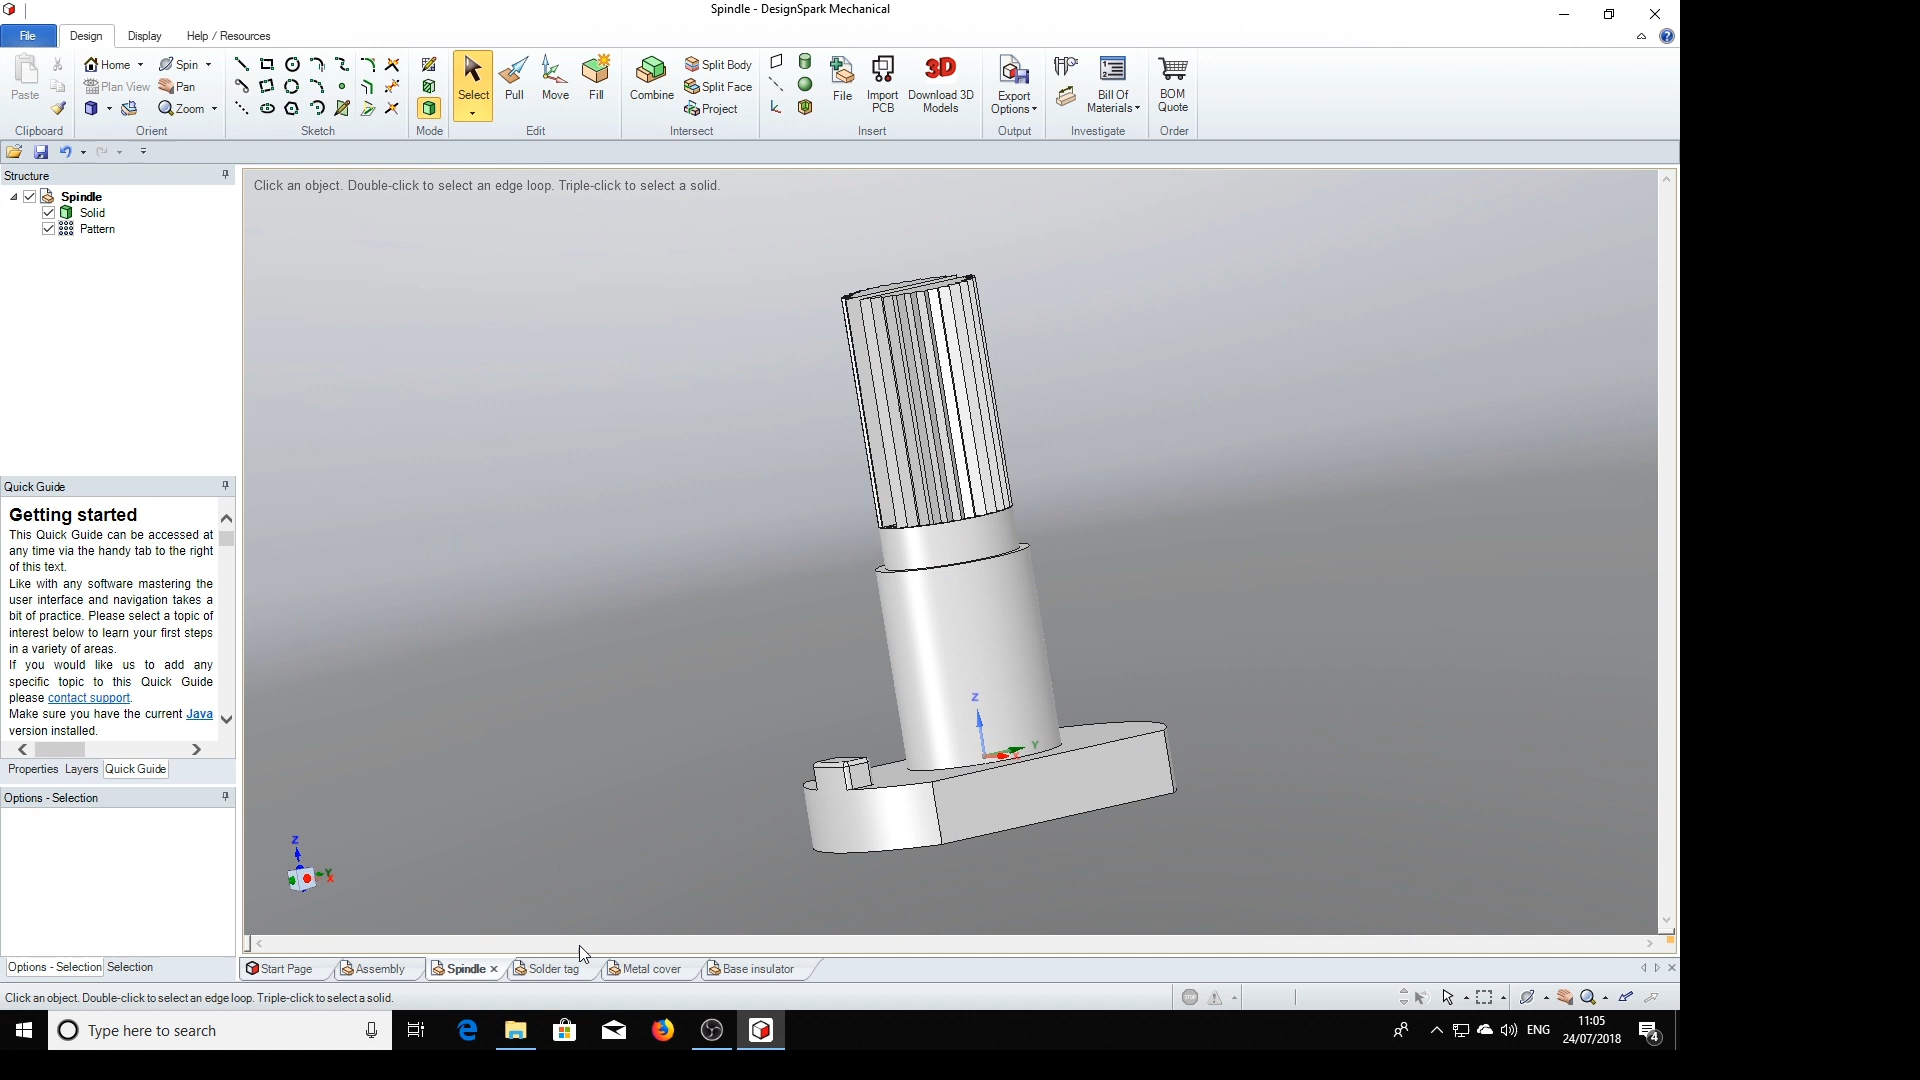 Spindle - DesignSpark Mechanical
File Design Display Help / Resources
Paste
Clipboard
Home
Plan View
Spin
Pan
Zoom
Orient
Sketch
Mode
Select
Pull
Move
Fill
Edit
Combine
Split Body
Split Face
Project
Intersect
File
Import PCB
3D
Download 3D Models
Insert
Export Options
Output
Bill Of Materials
Investigate
BOM Quote
Order
Structure
Spindle
Solid
Pattern
Quick Guide
Getting started
This Quick Guide can be accessed at
any time via the handy tab to the right
of this text.
Like with any software mastering the
user interface and navigation takes a
bit of practice. Please select a topic of
interest below to learn your first steps
in a variety of areas.
If you would like us to add any
specific topic to this Quick Guide
please contact support.
Make sure you have the current Java
version installed.
Properties Layers Quick Guide
Options - Selection
Options - Selection Selection
Click an object. Double-click to select an edge loop. Triple-click to select a solid.
Z
Y
X
Z
Y
X
Start Page Assembly Spindle Solder tag Metal cover Base insulator
Click an object. Double-click to select an edge loop. Triple-click to select a solid.
STOP
Type here to search
ENG
11:05
24/07/2018
4